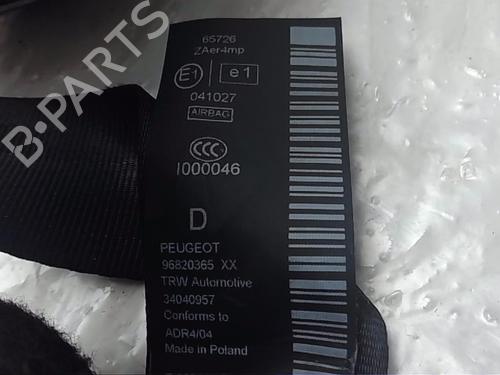 65726
ZAer4mp
E1 e1
041027
AIRBAG
CCC
I000046
D
PEUGEOT
96820365 XX
TRW Automotive
34040957
Conforms to
ADR4/04
Made in Poland
B-PARTS
B-PARTS